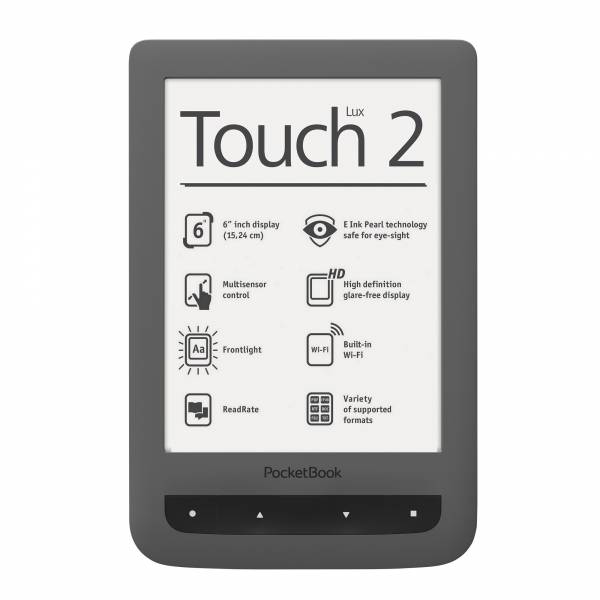 Touch Lux 2
6" inch display
(15,24 cm)
6"
E Ink Pearl technology
safe for eye-sight
Multisensor
control
HD
High definition
glare-free display
Aa
Frontlight
Wi-Fi
Built-in
Wi-Fi
ReadRate
Variety
of supported
formats
PocketBook